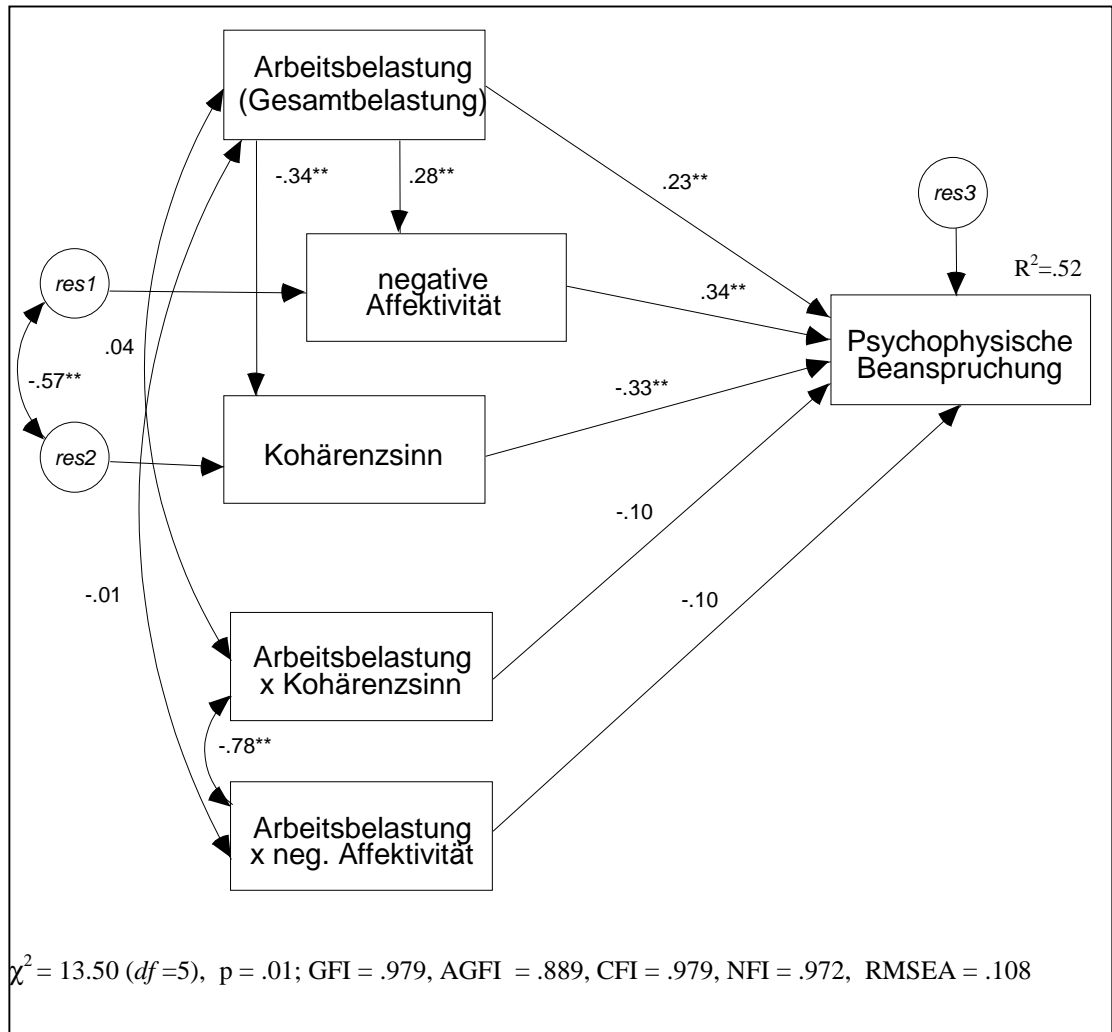 Arbeitsbelastung
(Gesamtbelastung)
-.34**
.28**
.23**
res3
R²=.52
res1
negative
Affektivität
.34**
.04
Psychophysische
Beanspruchung
-.57**
-.33**
res2
Kohärenzsinn
-.10
-.01
-.10
Arbeitsbelastung
x Kohärenzsinn
-.78**
Arbeitsbelastung
x neg. Affektivität
χ² = 13.50 (df =5), p = .01; GFI = .979, AGFI = .889, CFI = .979, NFI = .972, RMSEA = .108